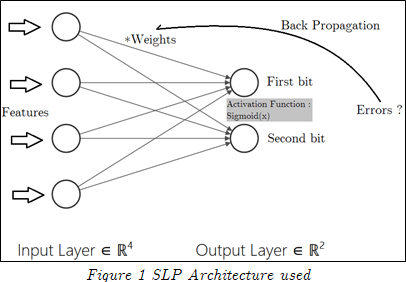 Back Propagation
*Weights
First bit
Activation Function :
Sigmoid(x)
Features
Errors ?
Second bit
Input Layer ∈ ℝ⁴
Output Layer ∈ ℝ²
Figure 1 SLP Architecture used